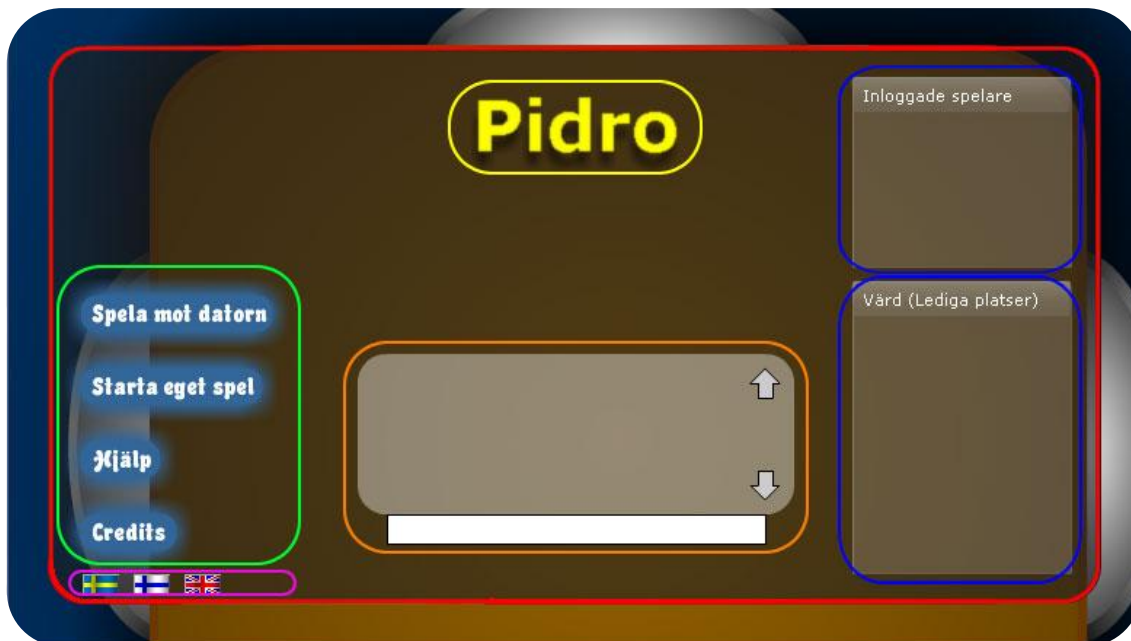 Pidro
Inloggade spelare
Värd (Lediga platser)
Spela mot datorn
Starta eget spel
Hjälp
Credits